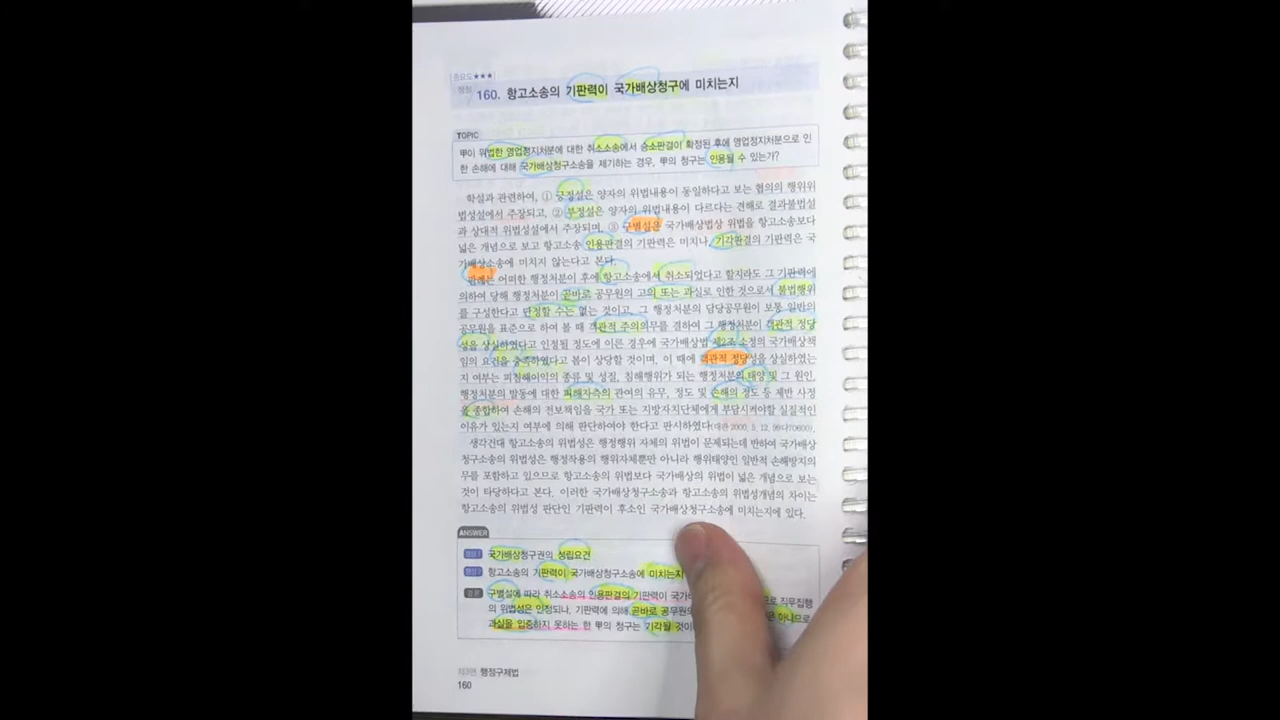 중요도★★★
쟁점 160. 항고소송의 기판력이 국가배상청구에 미치는지
TOPIC
甲이 위법한 영업정지처분에 대한 취소소송에서 승소판결이 확정된 후에 영업정지처분으로 인
한 손해에 대해 국가배상청구소송을 제기하는 경우, 甲의 청구는 인용될 수 있는가?
학설과 관련하여, ① 긍정설은 양자의 위법내용이 동일하다고 보는 협의의 행위위
법성설에서 주장되고, ② 부정설은 양자의 위법내용이 다르다는 견해로 결과불법설
과 상대적 위법성설에서 주장되며, ③ 구별설은 국가배상법상 위법을 항고소송보다
넓은 개념으로 보고 항고소송 인용판결의 기판력은 미치나, 기각판결의 기판력은 국
가배상소송에 미치지 않는다고 본다.
판례는 어떠한 행정처분이 후에 항고소송에서 취소되었다고 할지라도 그 기판력에
의하여 당해 행정처분이 곧바로 공무원의 고의 또는 과실로 인한 것으로서 불법행위
를 구성한다고 단정할 수는 없는 것이고, 그 행정처분의 담당공무원이 보통 일반의
공무원을 표준으로 하여 볼 때 객관적 주의의무를 결하여 그 행정처분이 객관적 정당
성을 상실하였다고 인정될 정도에 이른 경우에 국가배상법 제2조 소정의 국가배상책
임의 요건을 충족하였다고 봄이 상당할 것이며, 이 때에 객관적 정당성을 상실하였는
지 여부는 피침해이익의 종류 및 성질, 침해행위가 되는 행정처분의 태양 및 그 원인,
행정처분의 발동에 대한 피해자측의 관여의 유무, 정도 및 손해의 정도 등 제반 사정
을 종합하여 손해의 전보책임을 국가 또는 지방자치단체에게 부담시켜야할 실질적인
이유가 있는지 여부에 의해 판단하여야 한다고 판시하였다(대판 2000. 5. 12. 99다70600).
생각건대 항고소송의 위법성은 행정행위 자체의 위법이 문제되는데 반하여 국가배상
청구소송의 위법성은 행정작용의 행위자체뿐만 아니라 행위태양인 일반적 손해방지의
무를 포함하고 있으므로 항고소송의 위법보다 국가배상의 위법이 넓은 개념으로 보는
것이 타당하다고 본다. 이러한 국가배상청구소송과 항고소송의 위법성개념의 차이는
항고소송의 위법성 판단인 기판력이 후소인 국가배상청구소송에 미치는지에 있다.
ANSWER
쟁점1 국가배상청구권의 성립요건
쟁점2 항고소송의 기판력이 국가배상청구소송에 미치는지
결론 구별설에 따라 취소소송의 인용판결의 기판력이 국가배 로 직무집행
의 위법성은 인정되나, 기판력에 의해 곧바로 공무원의 은 아니므로
과실을 입증하지 못하는 한 甲의 청구는 기각될 것이
제3편 행정구제법
160